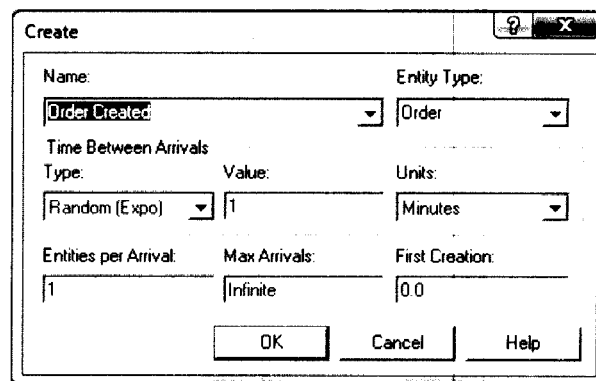 Create
? X
Name: Entity Type:
Order Created Order
Time Between Arrivals
Type: Value: Units:
Random (Expo) 1 Minutes
Entities per Arrival: Max Arrivals: First Creation:
1 Infinite 0.0
OK Cancel Help